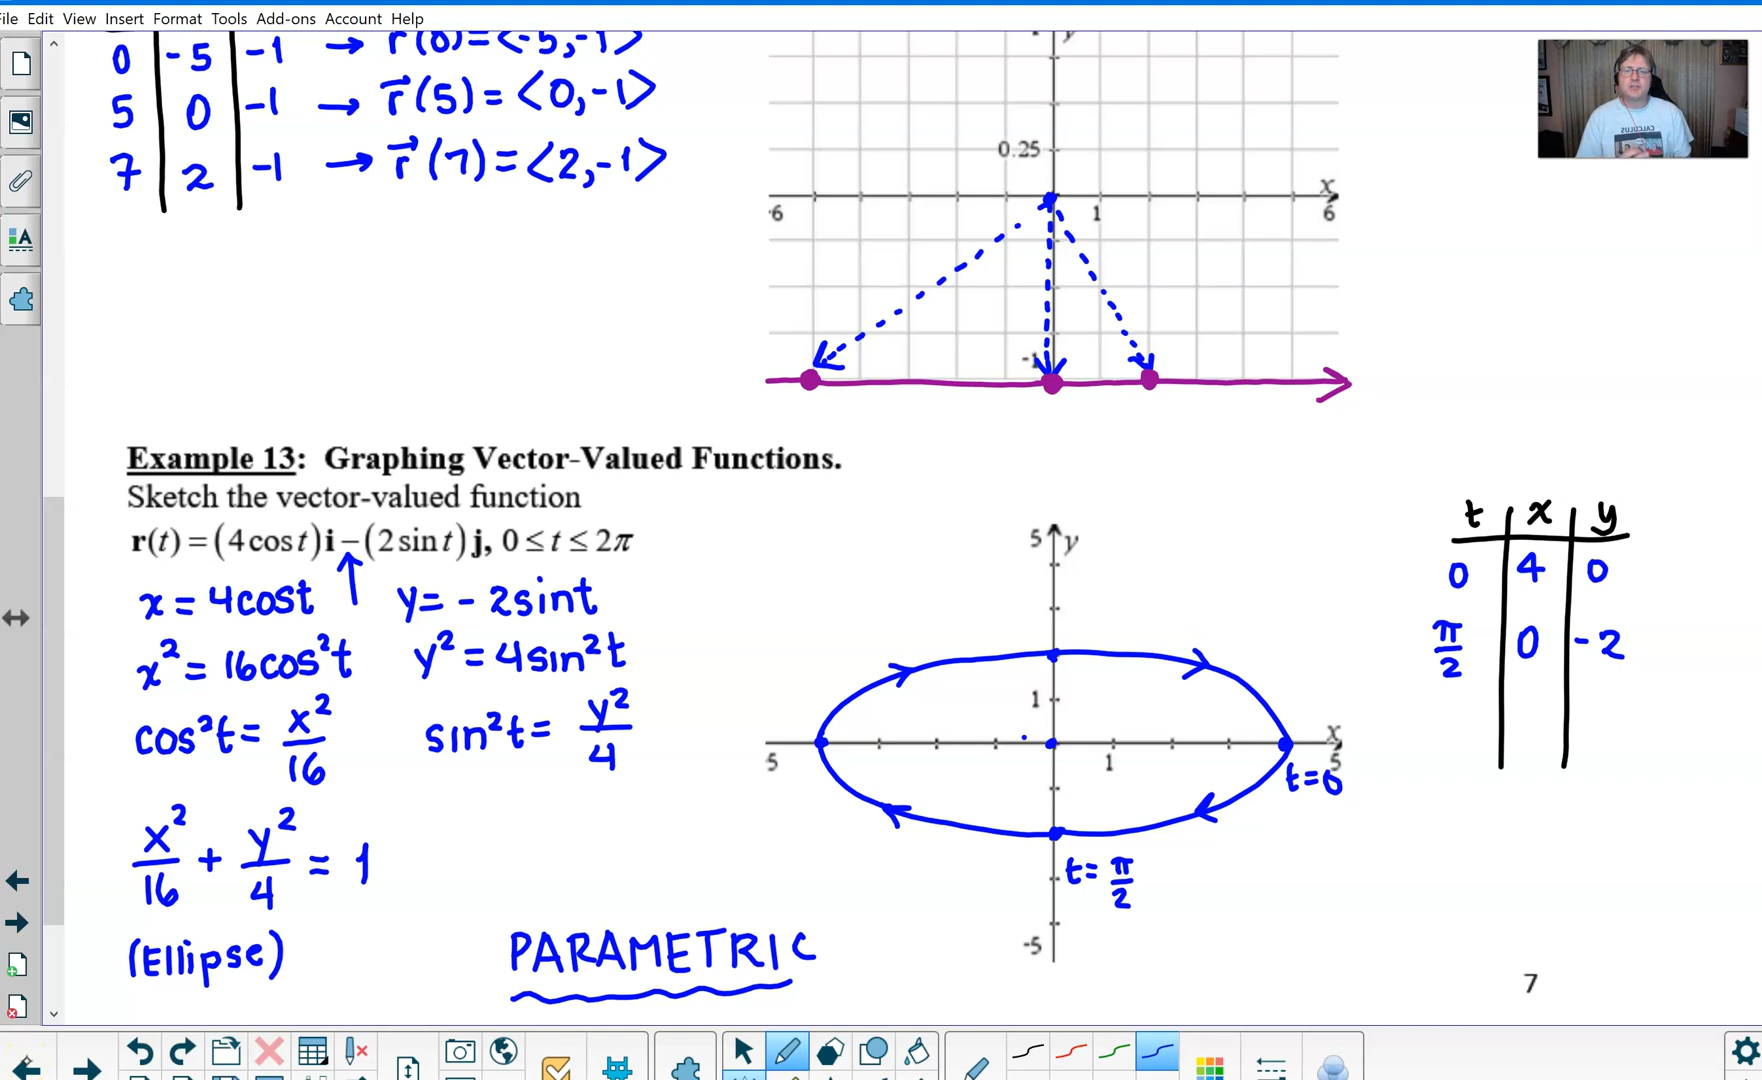 File Edit View Insert Format Tools Add-ons Account Help
0 -5 -1 → r(0)=<-5,-1>
5 0 -1 → r⃗(5)=<0,-1>
7 2 -1 → r⃗(7)=<2,-1>
y
0.25
-6 1 x 6
-1
Example 13: Graphing Vector-Valued Functions.
Sketch the vector-valued function
r(t) = (4cos t)i − (2sin t)j, 0 ≤ t ≤ 2π
x = 4cost y = -2sint
x² = 16cos²t y² = 4sin²t
cos²t = x²/16 sin²t = y²/4
x²/16 + y²/4 = 1
(Ellipse) PARAMETRIC
5 y
1
5 1 x 5
t=0
t= π/2
-5
t x y
0 4 0
π/2 0 -2
7
CALCULUS